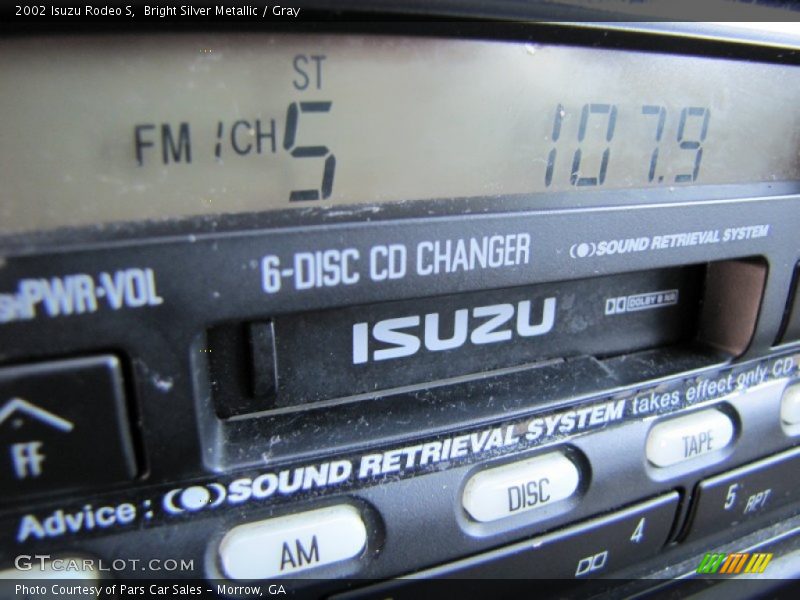 2002 Isuzu Rodeo S,  Bright Silver Metallic / Gray
ST
FM 1 CH 5 107.9
6-DISC CD CHANGER
SOUND RETRIEVAL SYSTEM
PWR-VOL
ISUZU
DOLBY B NR
FF
Advice : SOUND RETRIEVAL SYSTEM takes effect only CD
AM
DISC
TAPE
4
5 RPT
GTCARLOT.COM
Photo Courtesy of Pars Car Sales - Morrow, GA